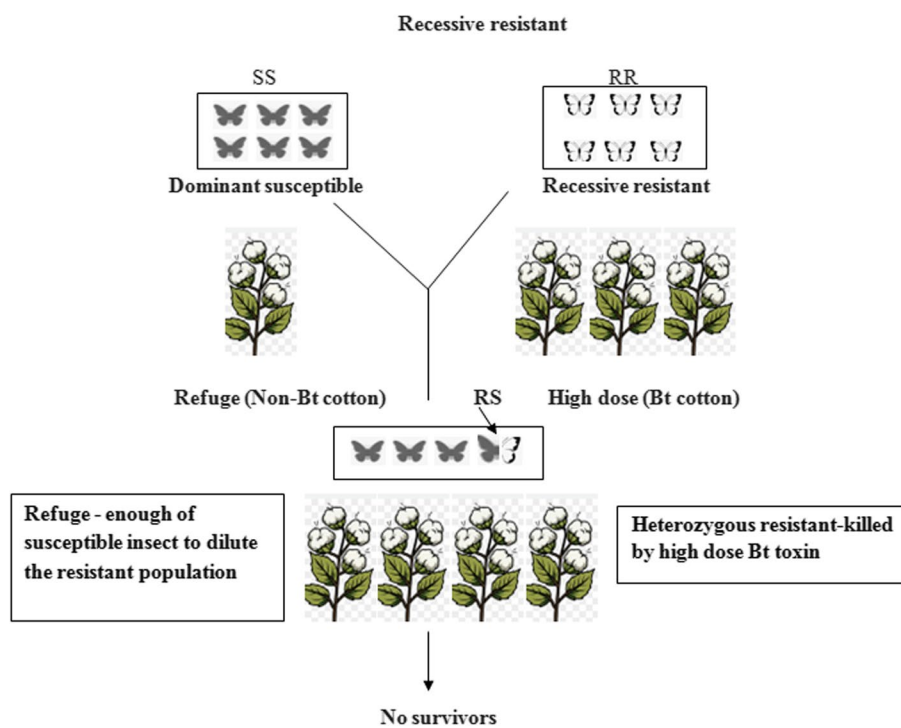 Recessive resistant
SS
RR
Dominant susceptible
Recessive resistant
Refuge (Non-Bt cotton)
RS
High dose (Bt cotton)
Refuge - enough of
susceptible insect to dilute
the resistant population
Heterozygous resistant-killed
by high dose Bt toxin
No survivors